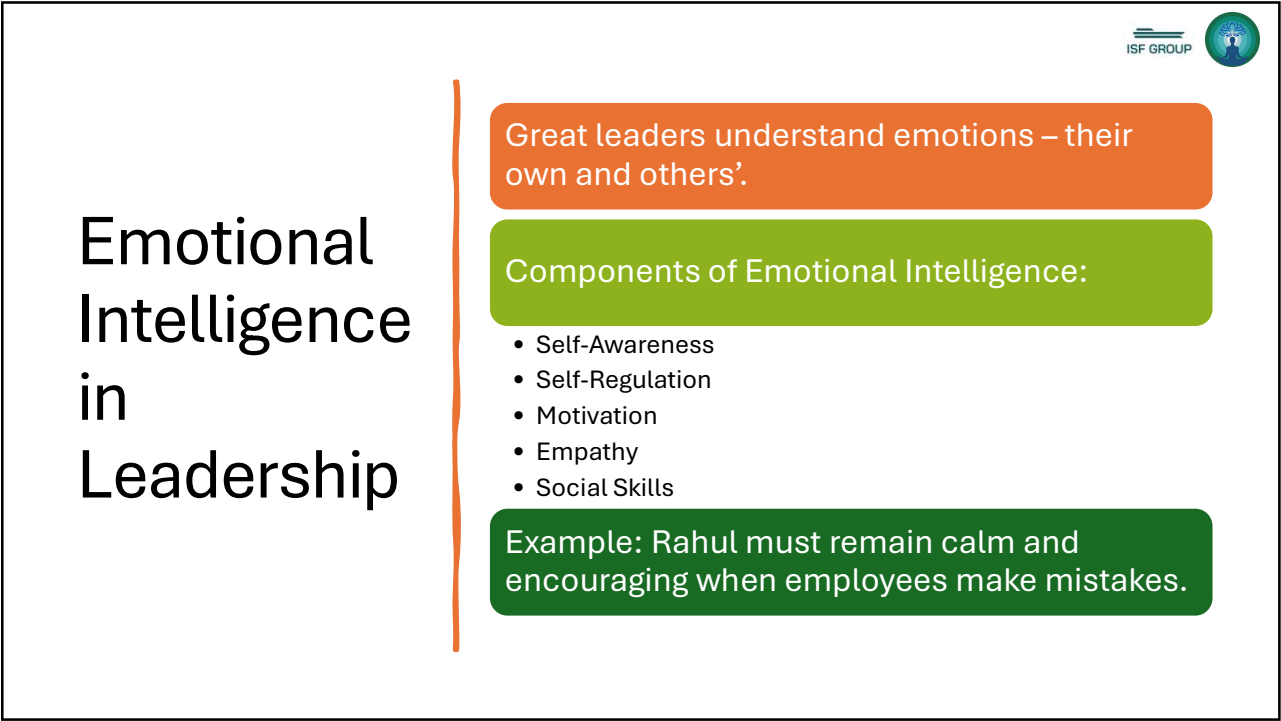 ISF GROUP
Emotional
Intelligence
in
Leadership
Great leaders understand emotions – their
own and others’.
Components of Emotional Intelligence:
• Self-Awareness
• Self-Regulation
• Motivation
• Empathy
• Social Skills
Example: Rahul must remain calm and
encouraging when employees make mistakes.